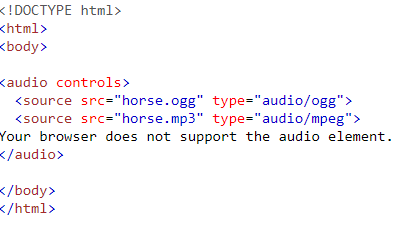 <!DOCTYPE html>
<html>
<body>
<audio controls>
<source src="horse.ogg" type="audio/ogg">
<source src="horse.mp3" type="audio/mpeg">
Your browser does not support the audio element.
</audio>
</body>
</html>